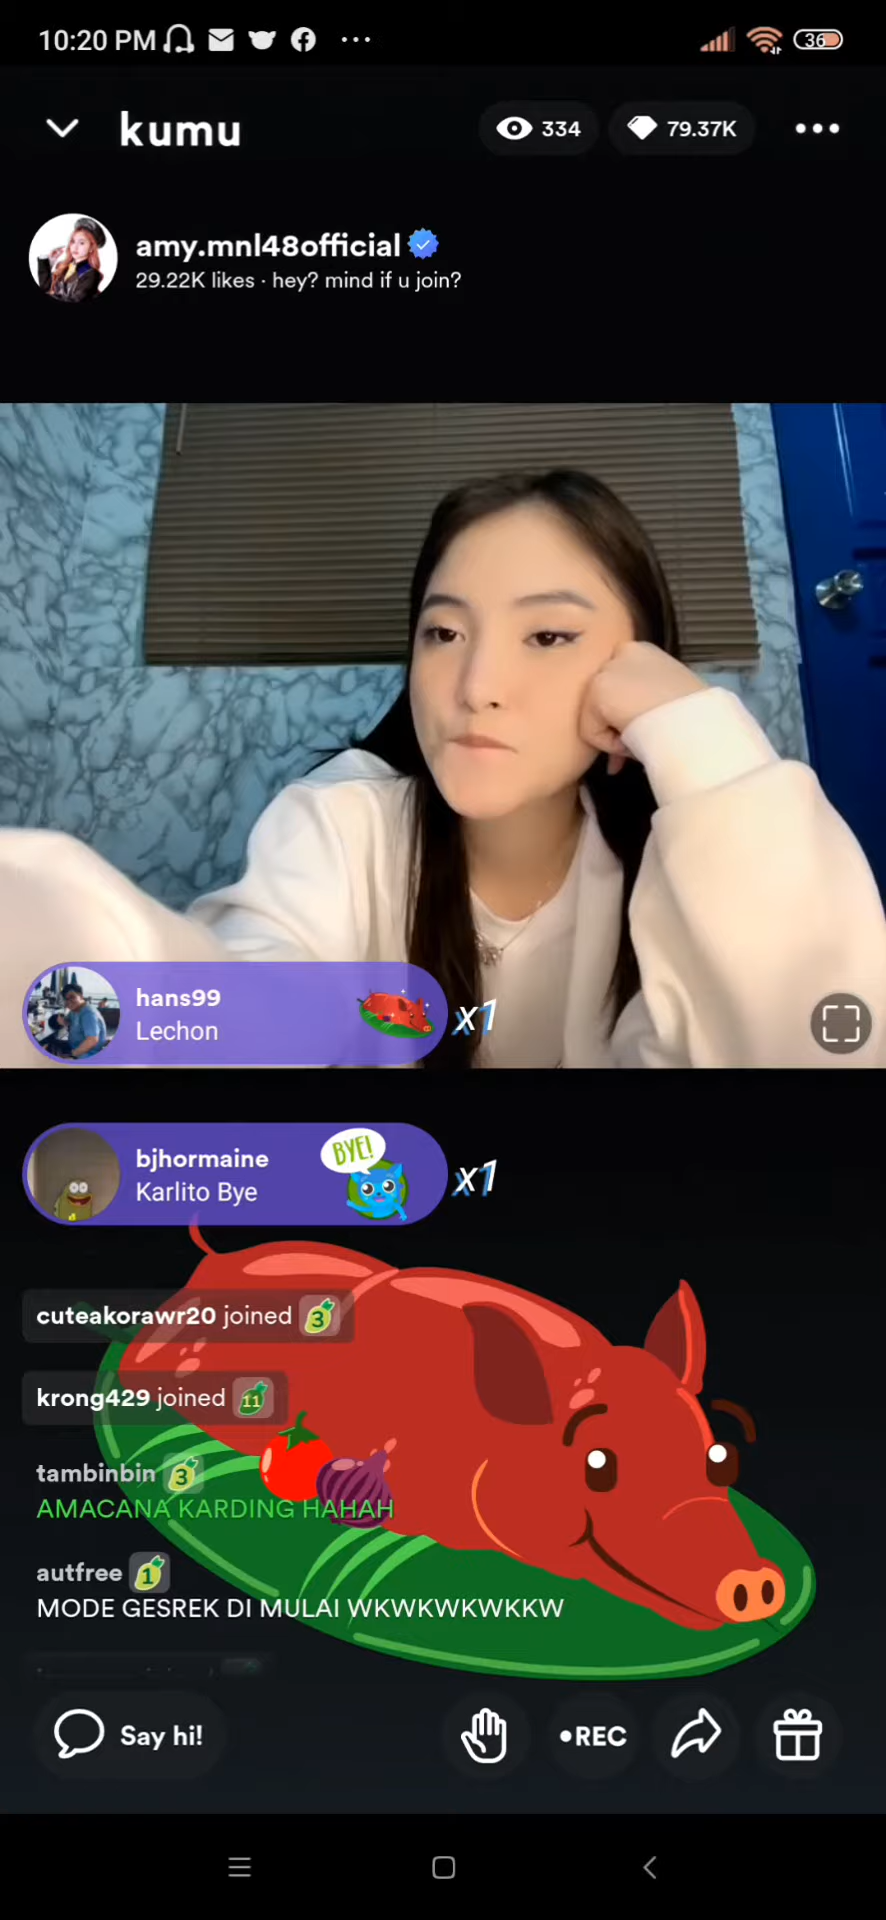 10:20 PM
36
kumu
334
79.37K
amy.mnl48official
29.22K likes · hey? mind if u join?
hans99
Lechon
x1
BYE!
bjhormaine
Karlito Bye
x1
cuteakorawr20 joined 3
krong429 joined 11
tambinbin 3
AMACANA KARDING HAHAH
autfree 1
MODE GESREK DI MULAI WKWKWKWKKW
Say hi!
•REC